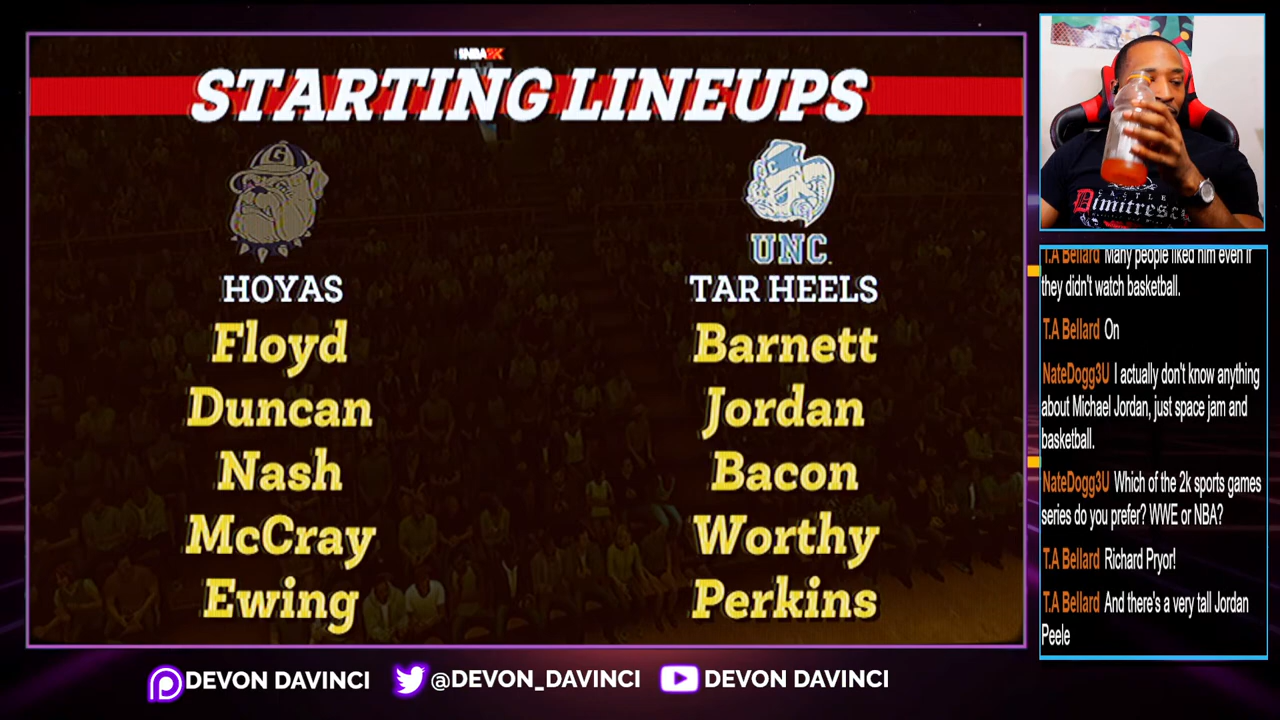 NBA2K
STARTING LINEUPS
G
C
UNC
HOYAS
TAR HEELS
Floyd
Barnett
Duncan
Jordan
Nash
Bacon
McCray
Worthy
Ewing
Perkins
CASTLE
Dimitrescu
T.A Bellard Many people liked him even if
they didn't watch basketball.
T.A Bellard On
NateDogg3U I actually don't know anything
about Michael Jordan, just space jam and
basketball.
NateDogg3U Which of the 2k sports games
series do you prefer? WWE or NBA?
T.A Bellard Richard Pryor!
T.A Bellard And there's a very tall Jordan
Peele
DEVON DAVINCI
@DEVON_DAVINCI
DEVON DAVINCI